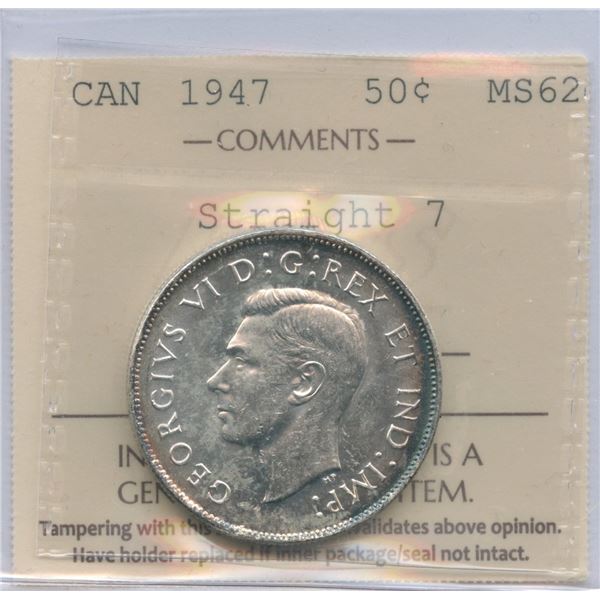 CAN 1947 50¢ MS62
—COMMENTS—
Straight 7
GEORGIVS VI D:G:REX ET IND:IMP:
HP
IN IS A
GEN ITEM.
Tampering with this validates above opinion.
Have holder replaced if inner package/seal not intact.